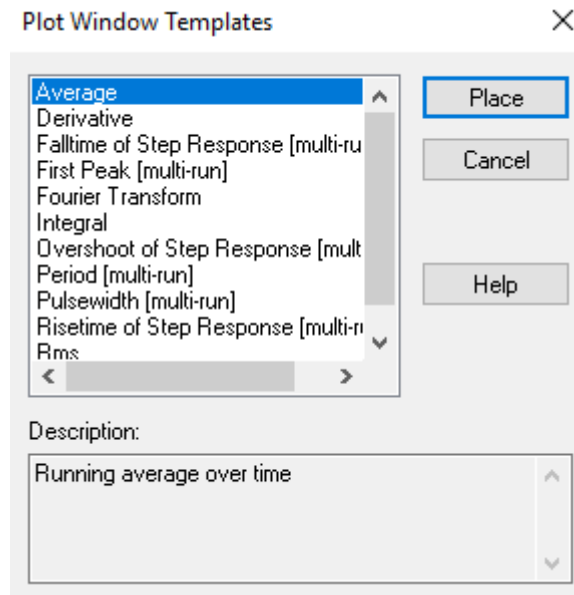 Plot Window Templates
Average
Derivative
Falltime of Step Response [multi-ru
First Peak [multi-run]
Fourier Transform
Integral
Overshoot of Step Response [mult
Period [multi-run]
Pulsewidth [multi-run]
Risetime of Step Response [multi-r
Rms
Place
Cancel
Help
Description:
Running average over time